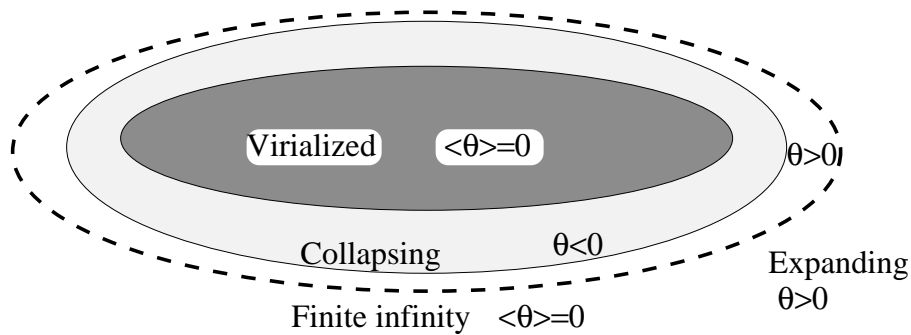 Virialized <θ>=0
θ>0
Collapsing θ<0
Expanding
θ>0
Finite infinity <θ>=0